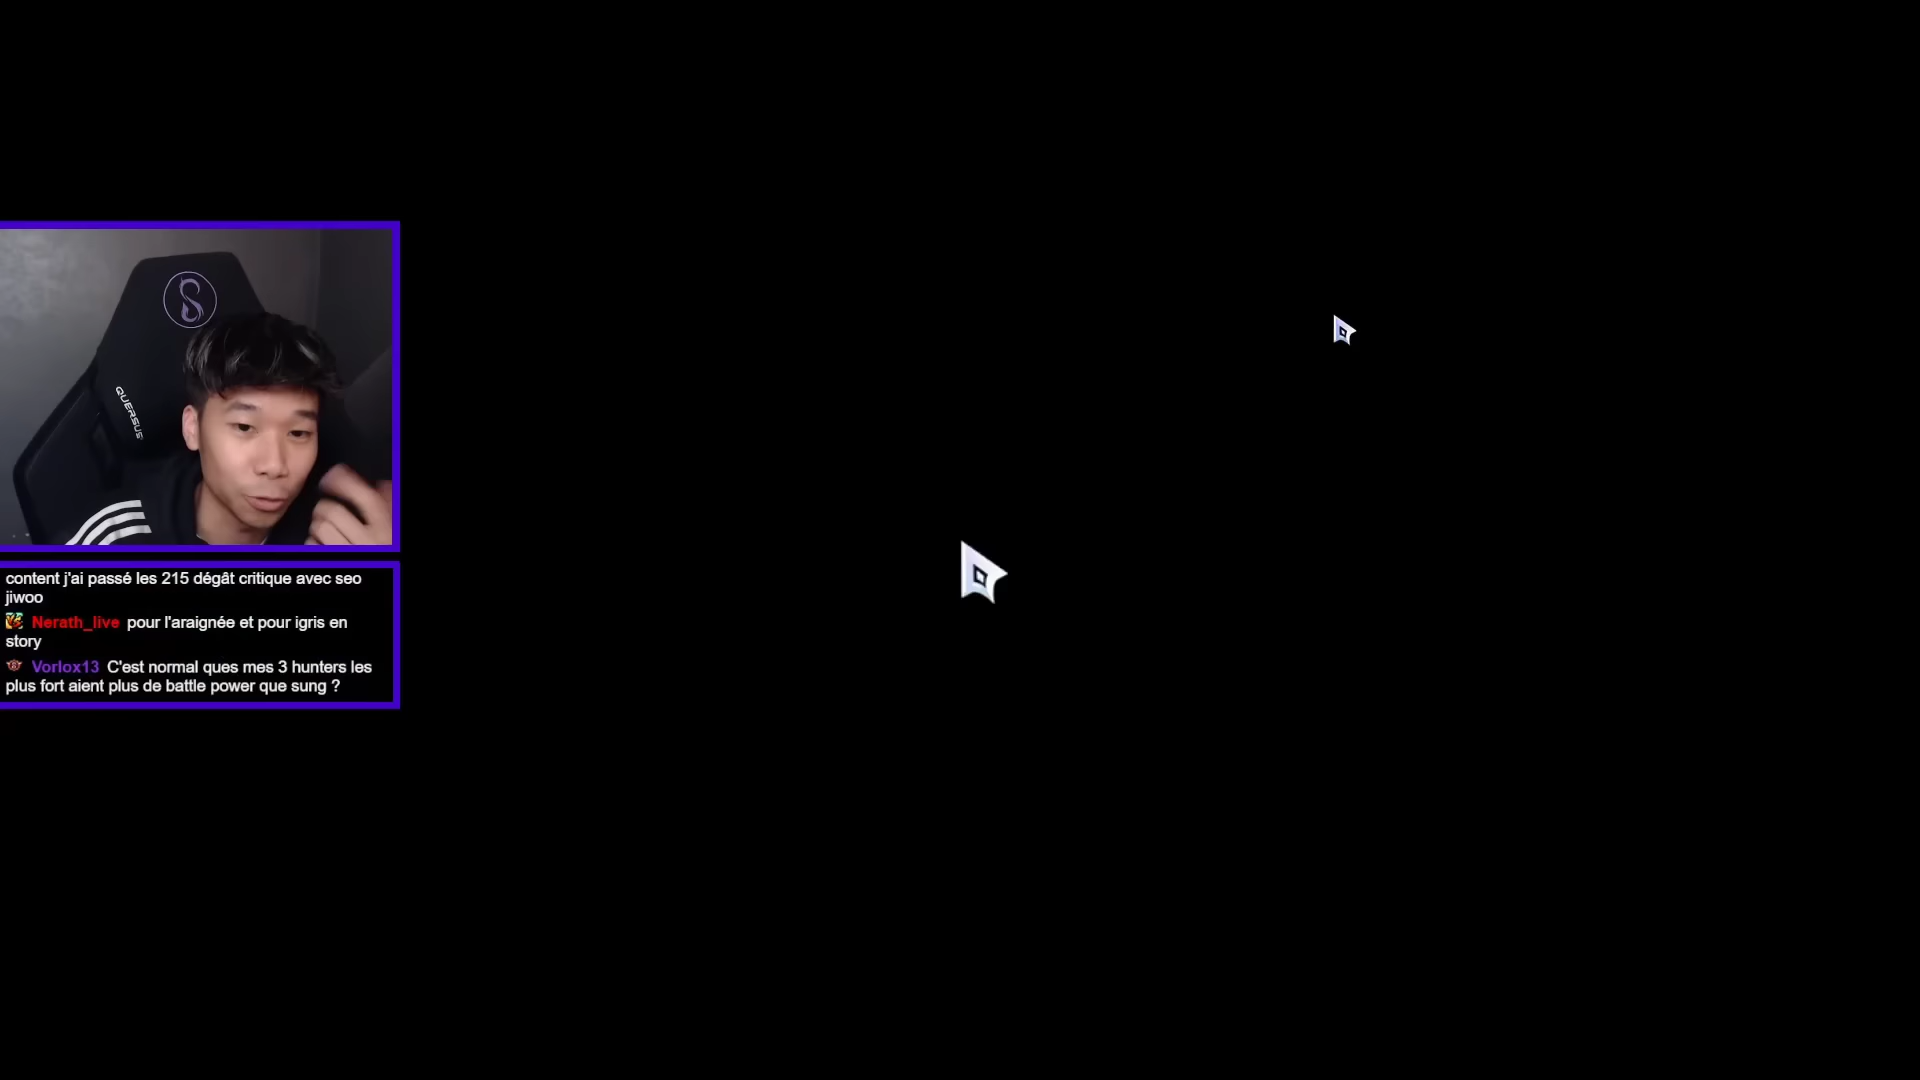 QUERSUS
content j'ai passé les 215 dégât critique avec seo
jiwoo
Nerath_live pour l'araignée et pour igris en
story
Vorlox13 C'est normal ques mes 3 hunters les
plus fort aient plus de battle power que sung ?